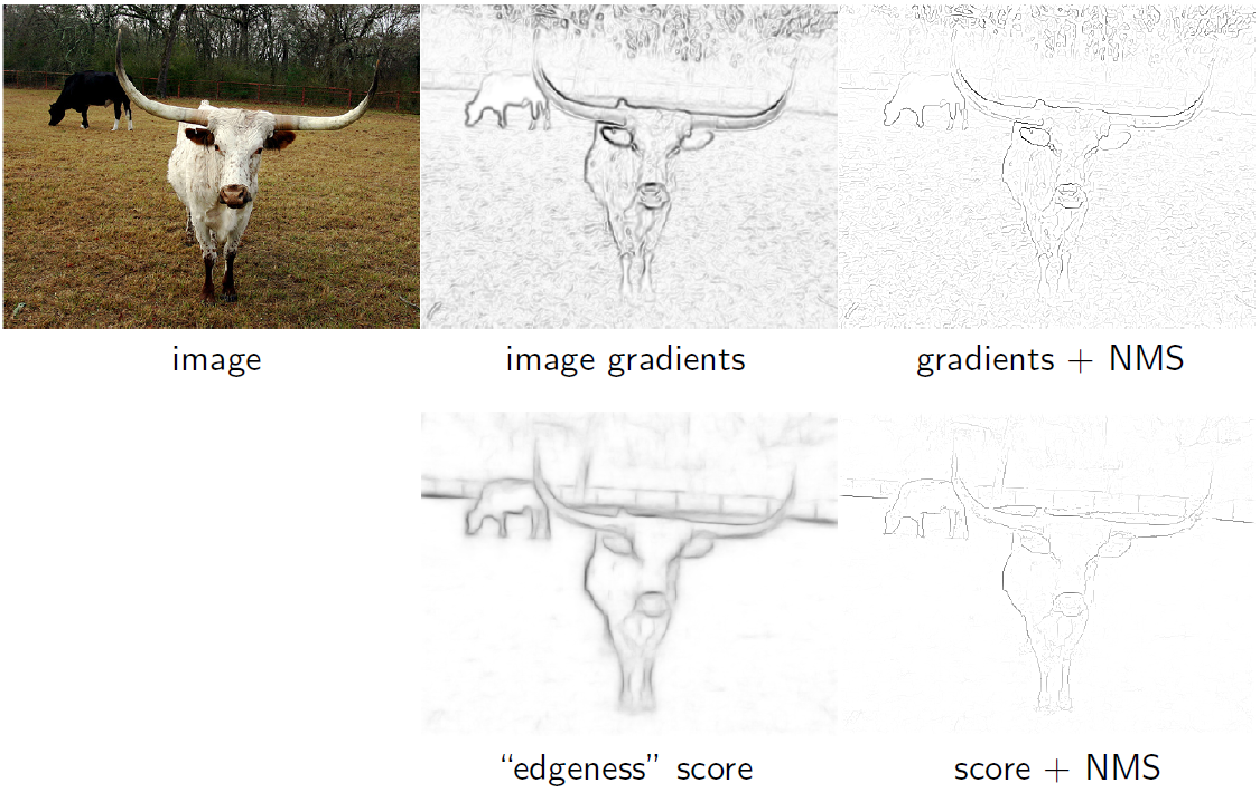 image
image gradients
gradients + NMS
“edgeness” score
score + NMS